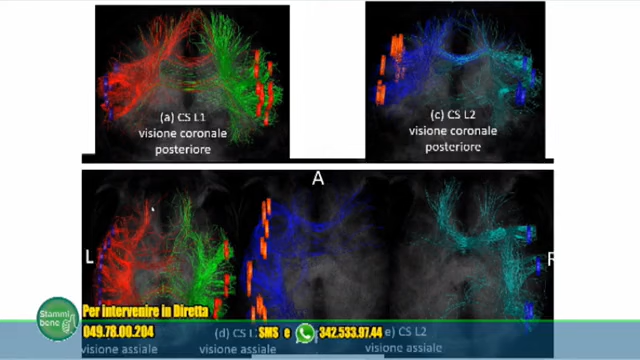 (a) CS L1
visione coronale
posteriore
(c) CS L2
visione coronale
posteriore
A
L
R
Stammi
bene
Per intervenire in Diretta
049.78.00.204
SMS e 342.533.97.44
(d) CS L
e) CS L2
visione assiale
visione assiale
visione assiale